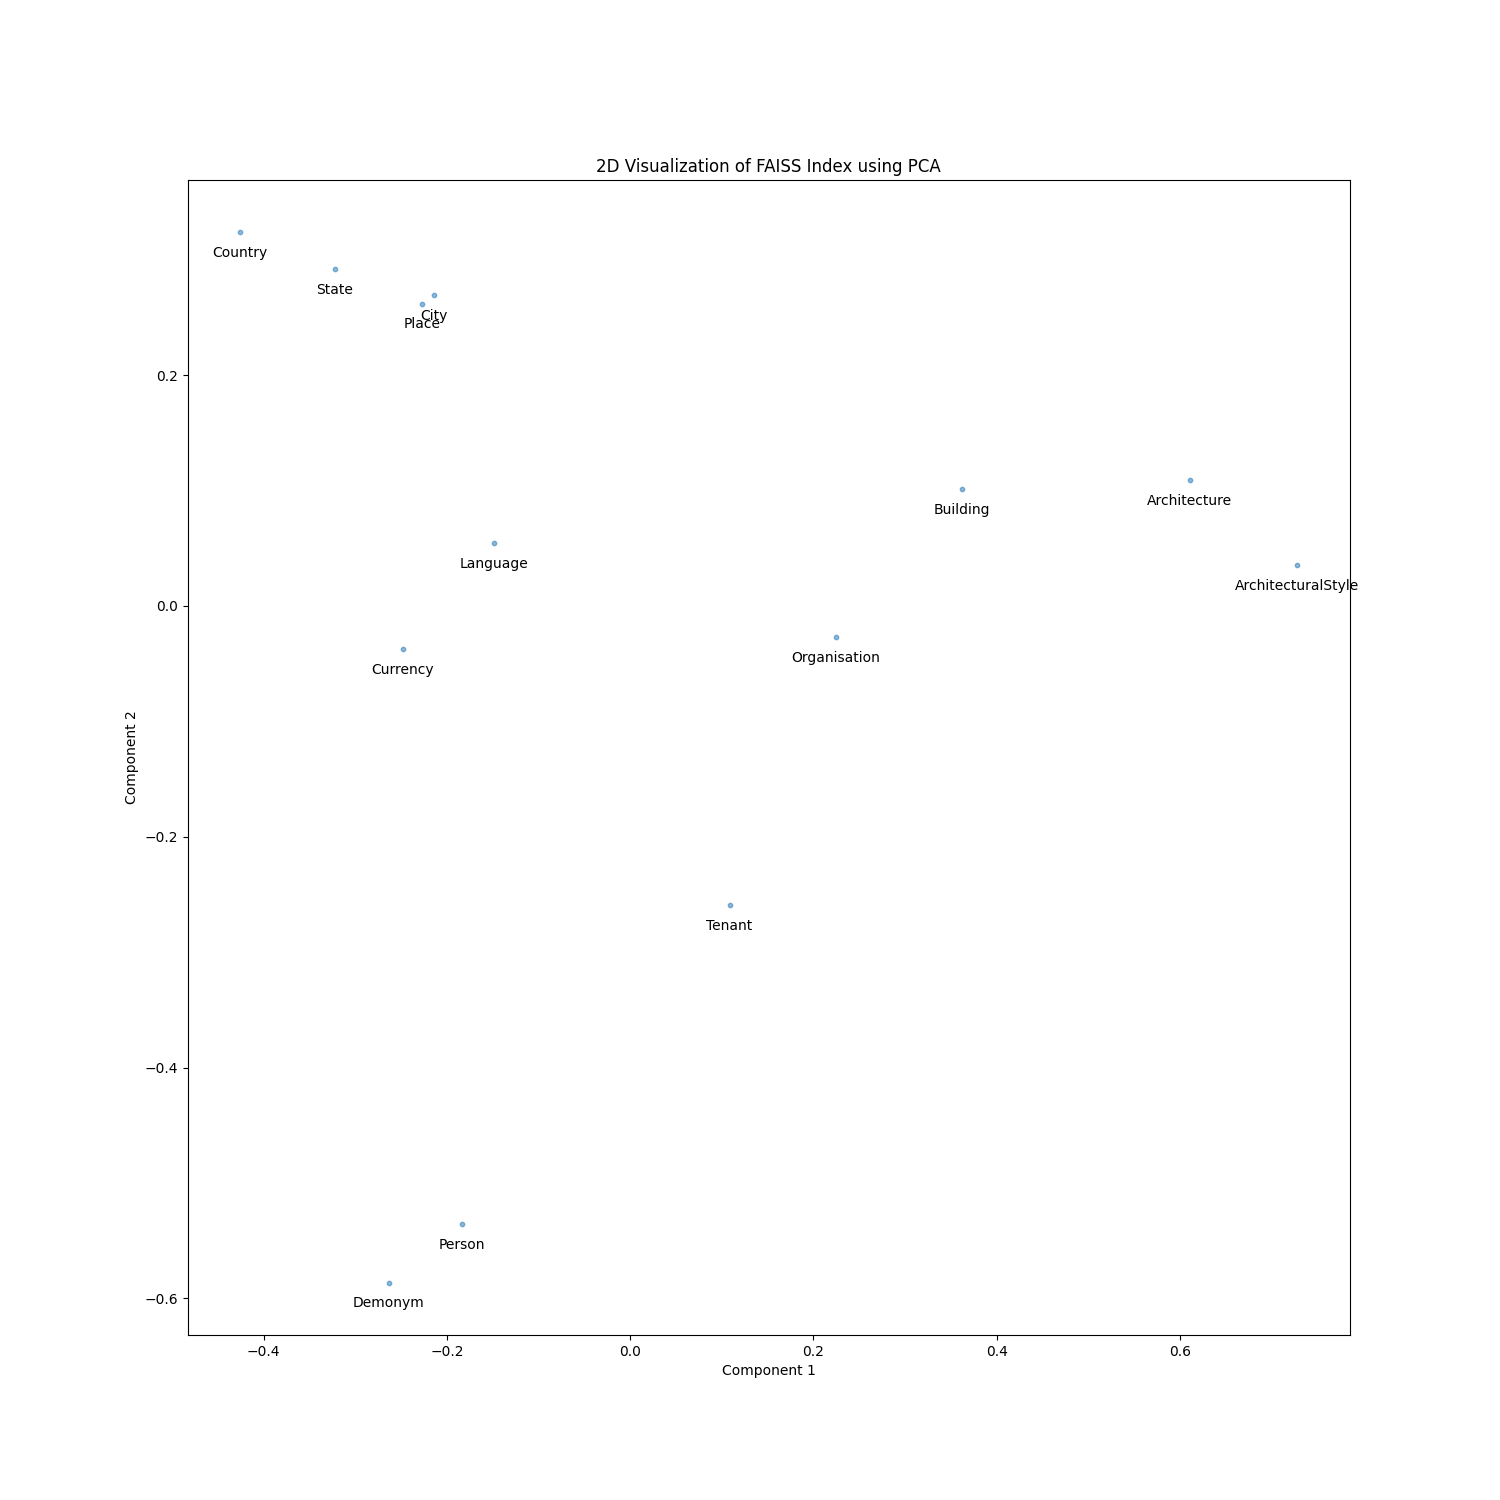 2D Visualization of FAISS Index using PCA
Country
State
City
Place
Building
Architecture
Language
ArchitecturalStyle
Organisation
Currency
Tenant
Person
Demonym
0.2
0.0
−0.2
−0.4
−0.6
Component 2
−0.4 −0.2 0.0 0.2 0.4 0.6
Component 1